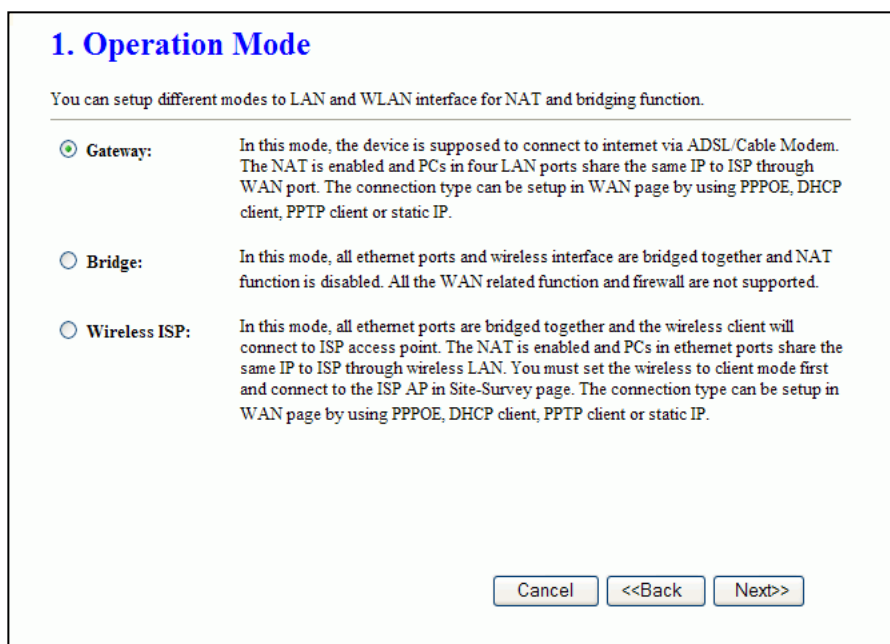 1. Operation Mode
You can setup different modes to LAN and WLAN interface for NAT and bridging function.
Gateway:
In this mode, the device is supposed to connect to internet via ADSL/Cable Modem.
The NAT is enabled and PCs in four LAN ports share the same IP to ISP through
WAN port. The connection type can be setup in WAN page by using PPPOE, DHCP
client, PPTP client or static IP.
Bridge:
In this mode, all ethernet ports and wireless interface are bridged together and NAT
function is disabled. All the WAN related function and firewall are not supported.
Wireless ISP:
In this mode, all ethernet ports are bridged together and the wireless client will
connect to ISP access point. The NAT is enabled and PCs in ethernet ports share the
same IP to ISP through wireless LAN. You must set the wireless to client mode first
and connect to the ISP AP in Site-Survey page. The connection type can be setup in
WAN page by using PPPOE, DHCP client, PPTP client or static IP.
Cancel <<Back Next>>